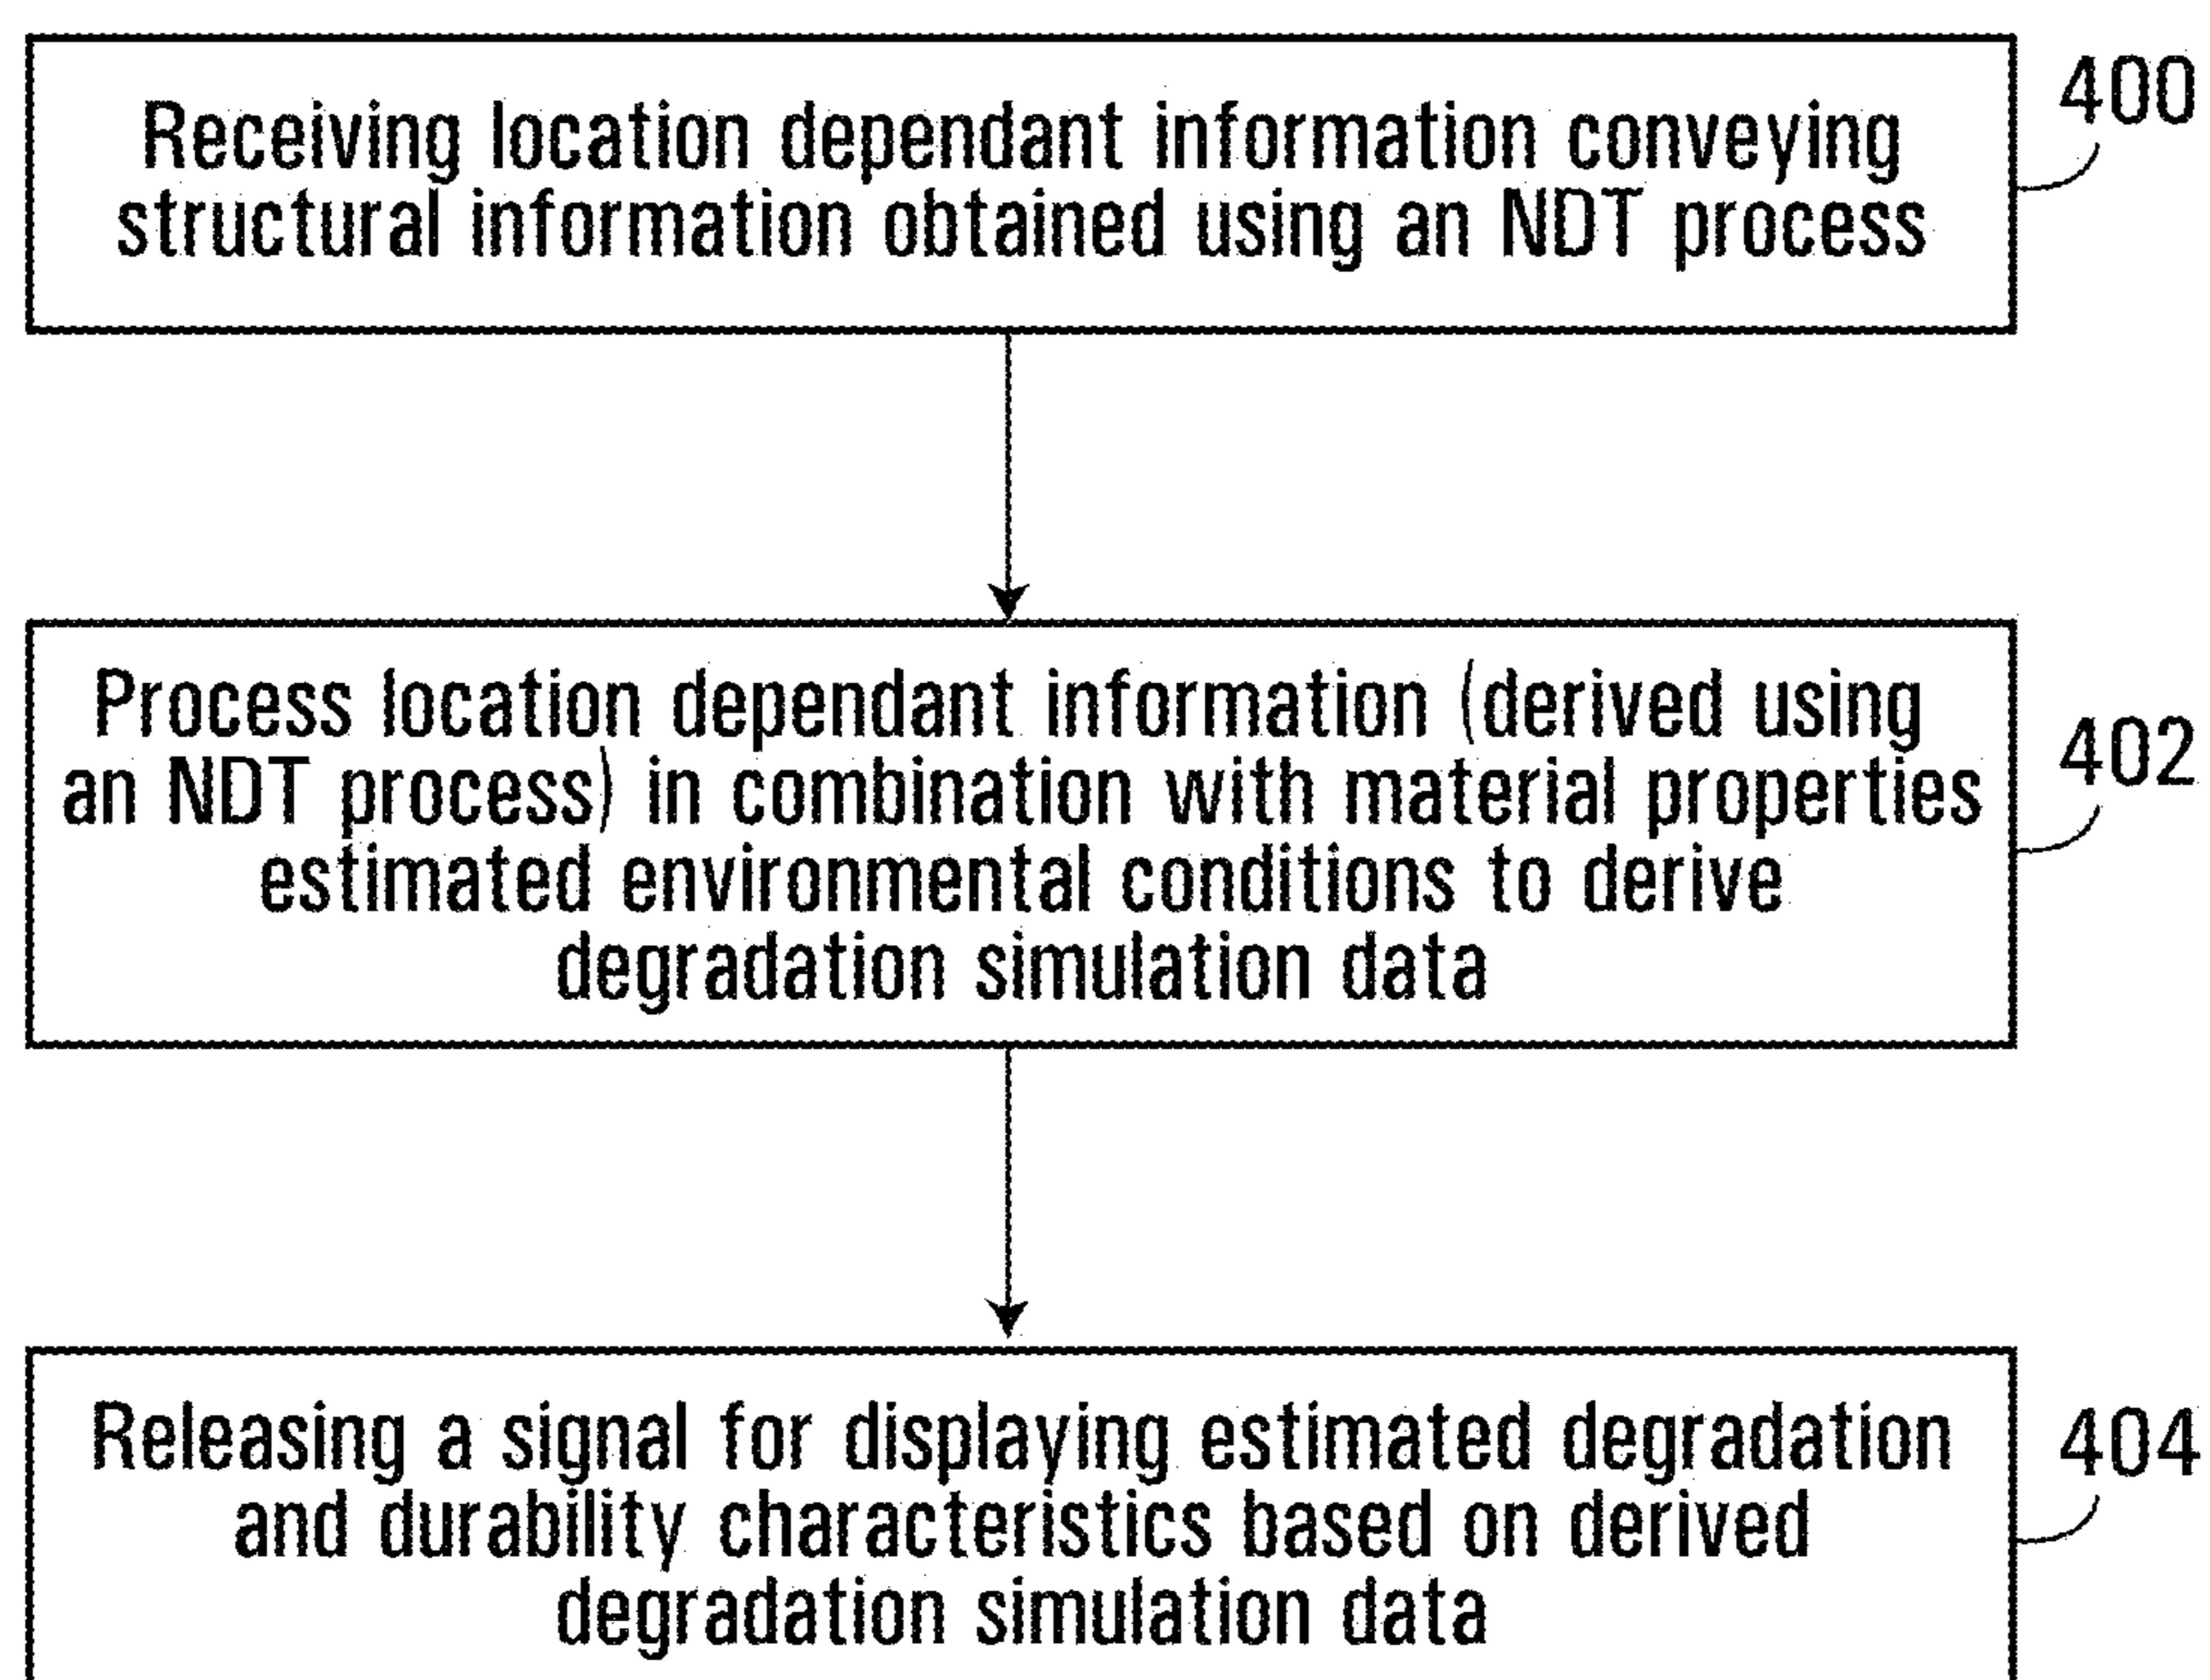 Receiving location dependant information conveying
structural information obtained using an NDT process
400
Process location dependant information (derived using
an NDT process) in combination with material properties
estimated environmental conditions to derive
degradation simulation data
402
Releasing a signal for displaying estimated degradation
and durability characteristics based on derived
degradation simulation data
404